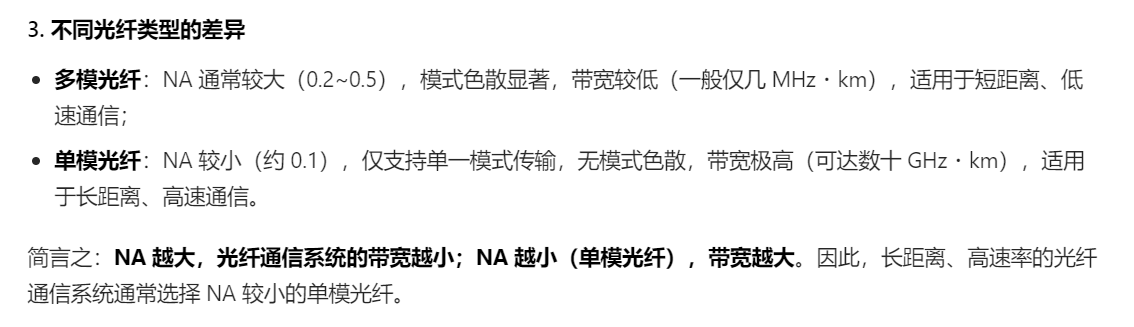 3. 不同光纤类型的差异
• 多模光纤：NA 通常较大（0.2~0.5），模式色散显著，带宽较低（一般仅几 MHz・km），适用于短距离、低
速通信；
• 单模光纤：NA 较小（约 0.1），仅支持单一模式传输，无模式色散，带宽极高（可达数十 GHz・km），适用
于长距离、高速通信。
简言之：NA 越大，光纤通信系统的带宽越小；NA 越小（单模光纤），带宽越大。因此，长距离、高速率的光纤
通信系统通常选择 NA 较小的单模光纤。